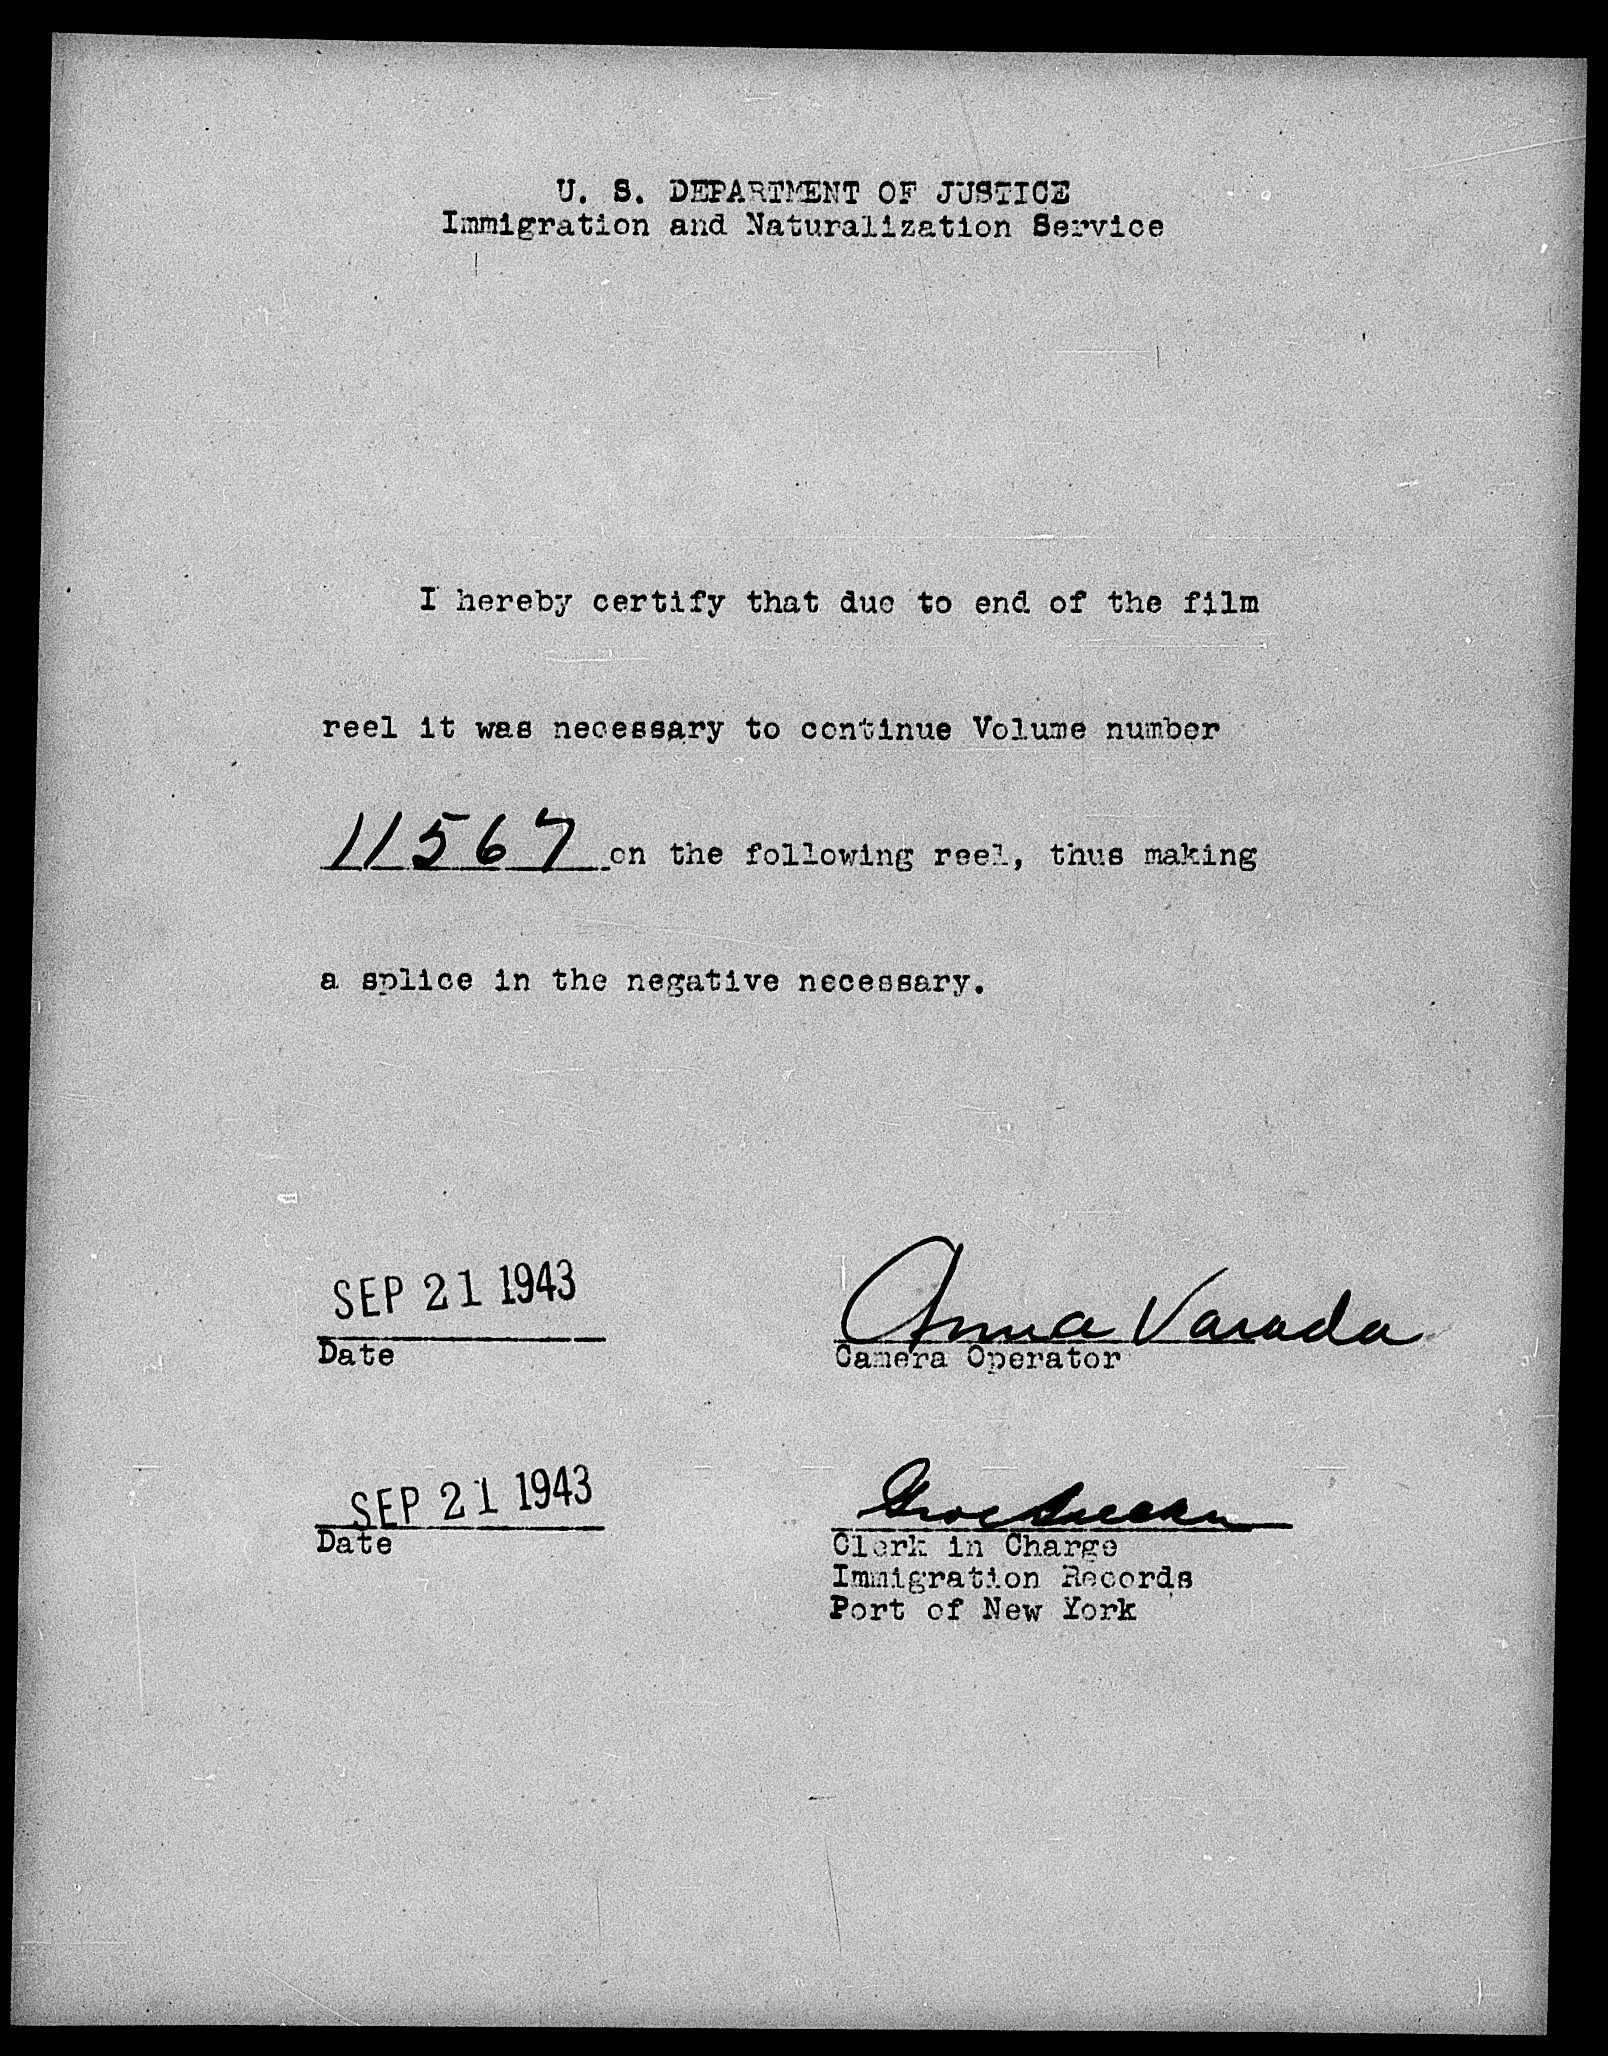 U. S. DEPARTMENT OF JUSTICE
Immigration and Naturalization Service
I hereby certify that due to end of the film
reel it was necessary to continue Volume number
11567 on the following reel, thus making
a splice in the negative necessary.
SEP 21 1943
Date
Anna Varada
Camera Operator
SEP 21 1943
Date
Clerk in Charge
Immigration Records
Port of New York